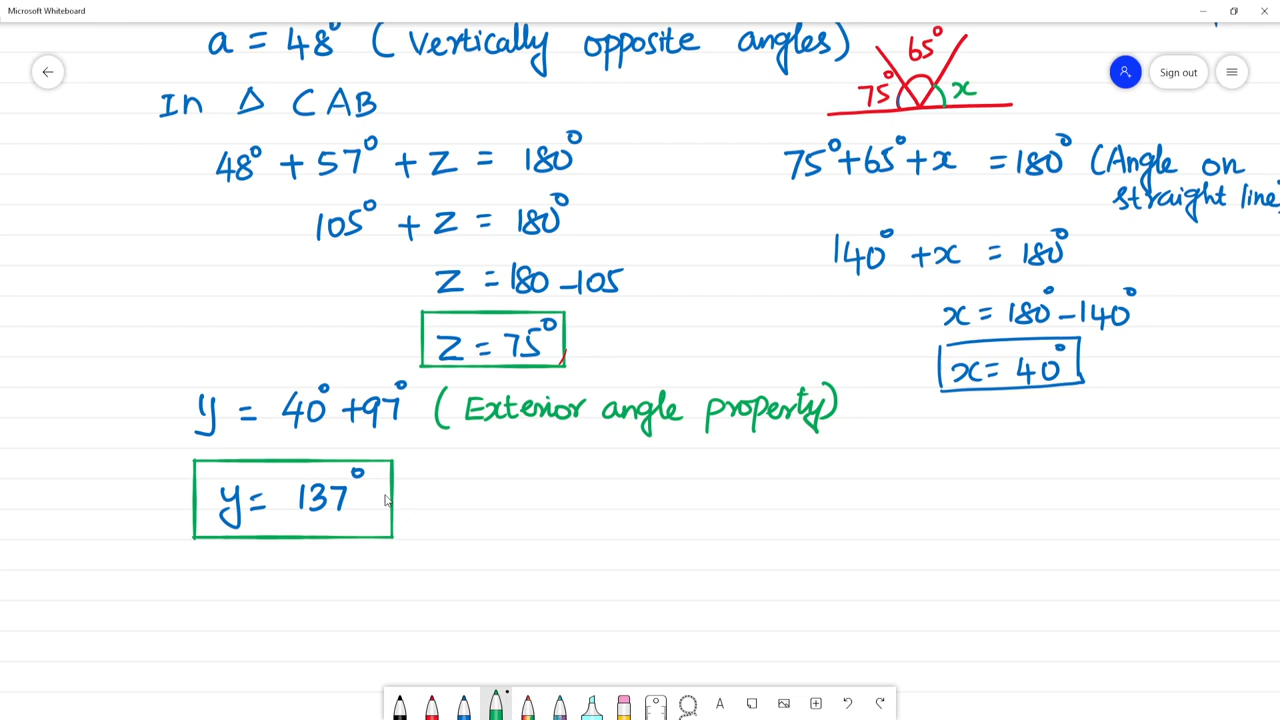 Microsoft Whiteboard
Sign out
a = 48° (Vertically opposite angles)
In Δ CAB
48° + 57° + z = 180°
105° + z = 180°
z = 180 - 105
z = 75°
y = 40° + 97° (Exterior angle property)
y = 137°
65°
75°
x
75° + 65° + x = 180° (Angle on
straight line
140° + x = 180°
x = 180° - 140°
x = 40°
A